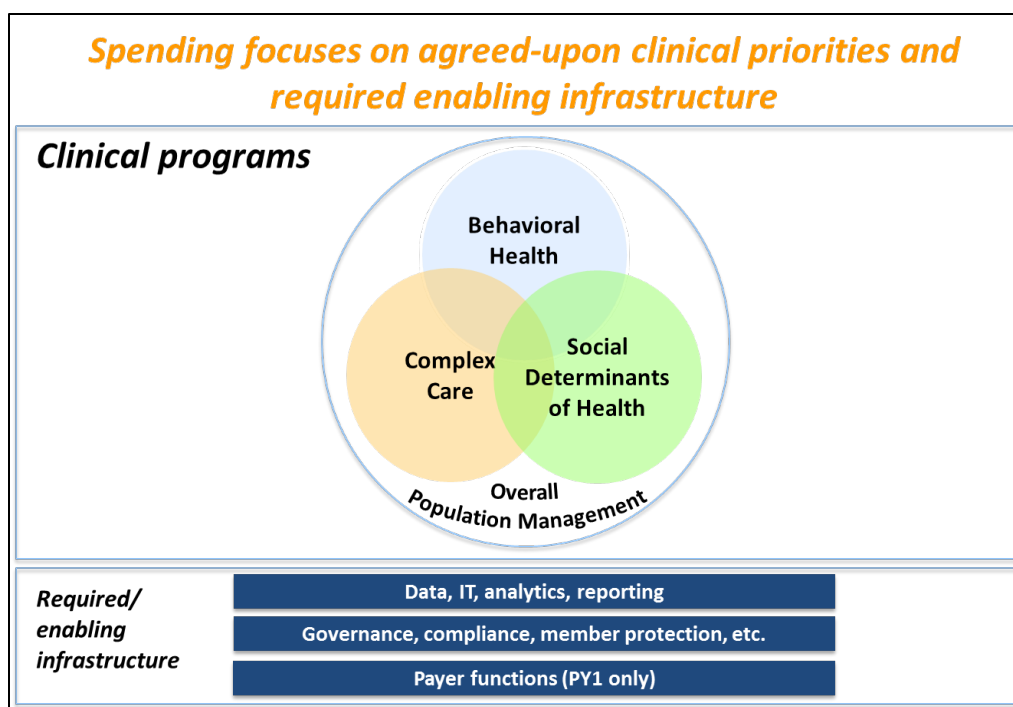 Spending focuses on agreed-upon clinical priorities and
required enabling infrastructure
Clinical programs
Behavioral
Health
Complex
Care
Social
Determinants
of Health
Overall
Population Management
Required/
enabling
infrastructure
Data, IT, analytics, reporting
Governance, compliance, member protection, etc.
Payer functions (PY1 only)